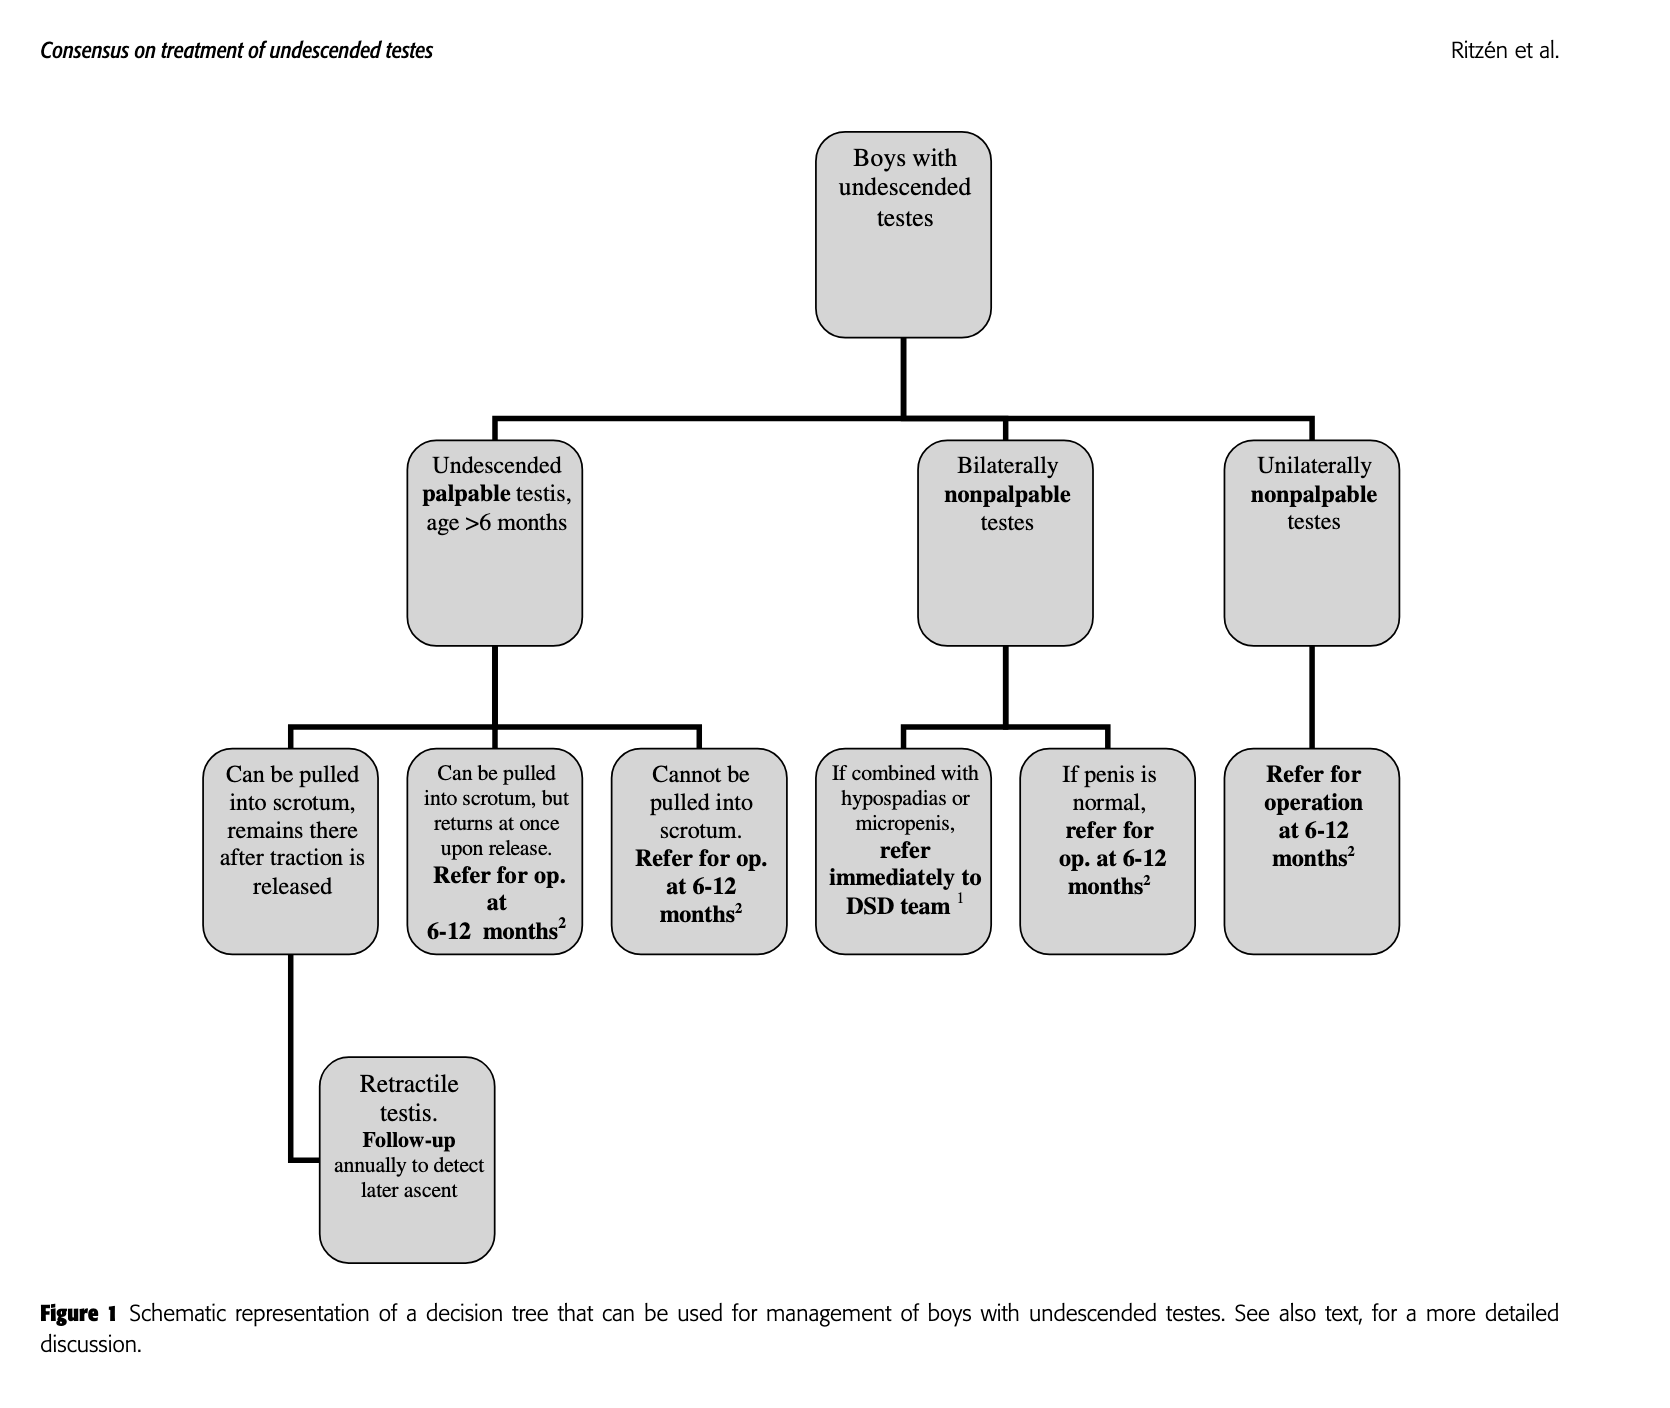 Consensus on treatment of undescended testes
Ritzén et al.
Boys with
undescended
testes
Undescended
palpable testis,
age >6 months
Bilaterally
nonpalpable
testes
Unilaterally
nonpalpable
testes
Can be pulled
into scrotum,
remains there
after traction is
released
Can be pulled
into scrotum, but
returns at once
upon release.
Refer for op.
at
6-12 months²
Cannot be
pulled into
scrotum.
Refer for op.
at 6-12
months²
If combined with
hypospadias or
micropenis,
refer
immediately to
DSD team ¹
If penis is
normal,
refer for
op. at 6-12
months²
Refer for
operation
at 6-12
months²
Retractile
testis.
Follow-up
annually to detect
later ascent
Figure 1 Schematic representation of a decision tree that can be used for management of boys with undescended testes. See also text, for a more detailed
discussion.